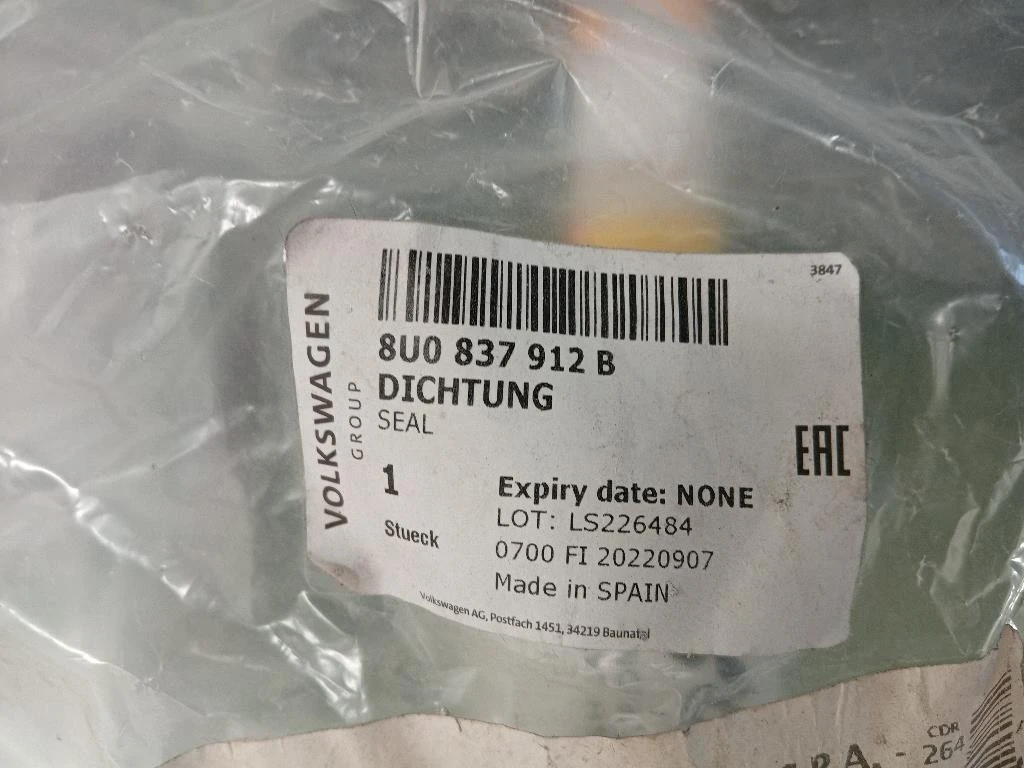 3847
VOLKSWAGEN
GROUP
8U0 837 912 B
DICHTUNG
SEAL
EAC
1
Stueck
Expiry date: NONE
LOT: LS226484
0700 FI 20220907
Made in SPAIN
Volkswagen AG, Postfach 1451, 34219 Baunatal
CDR
264